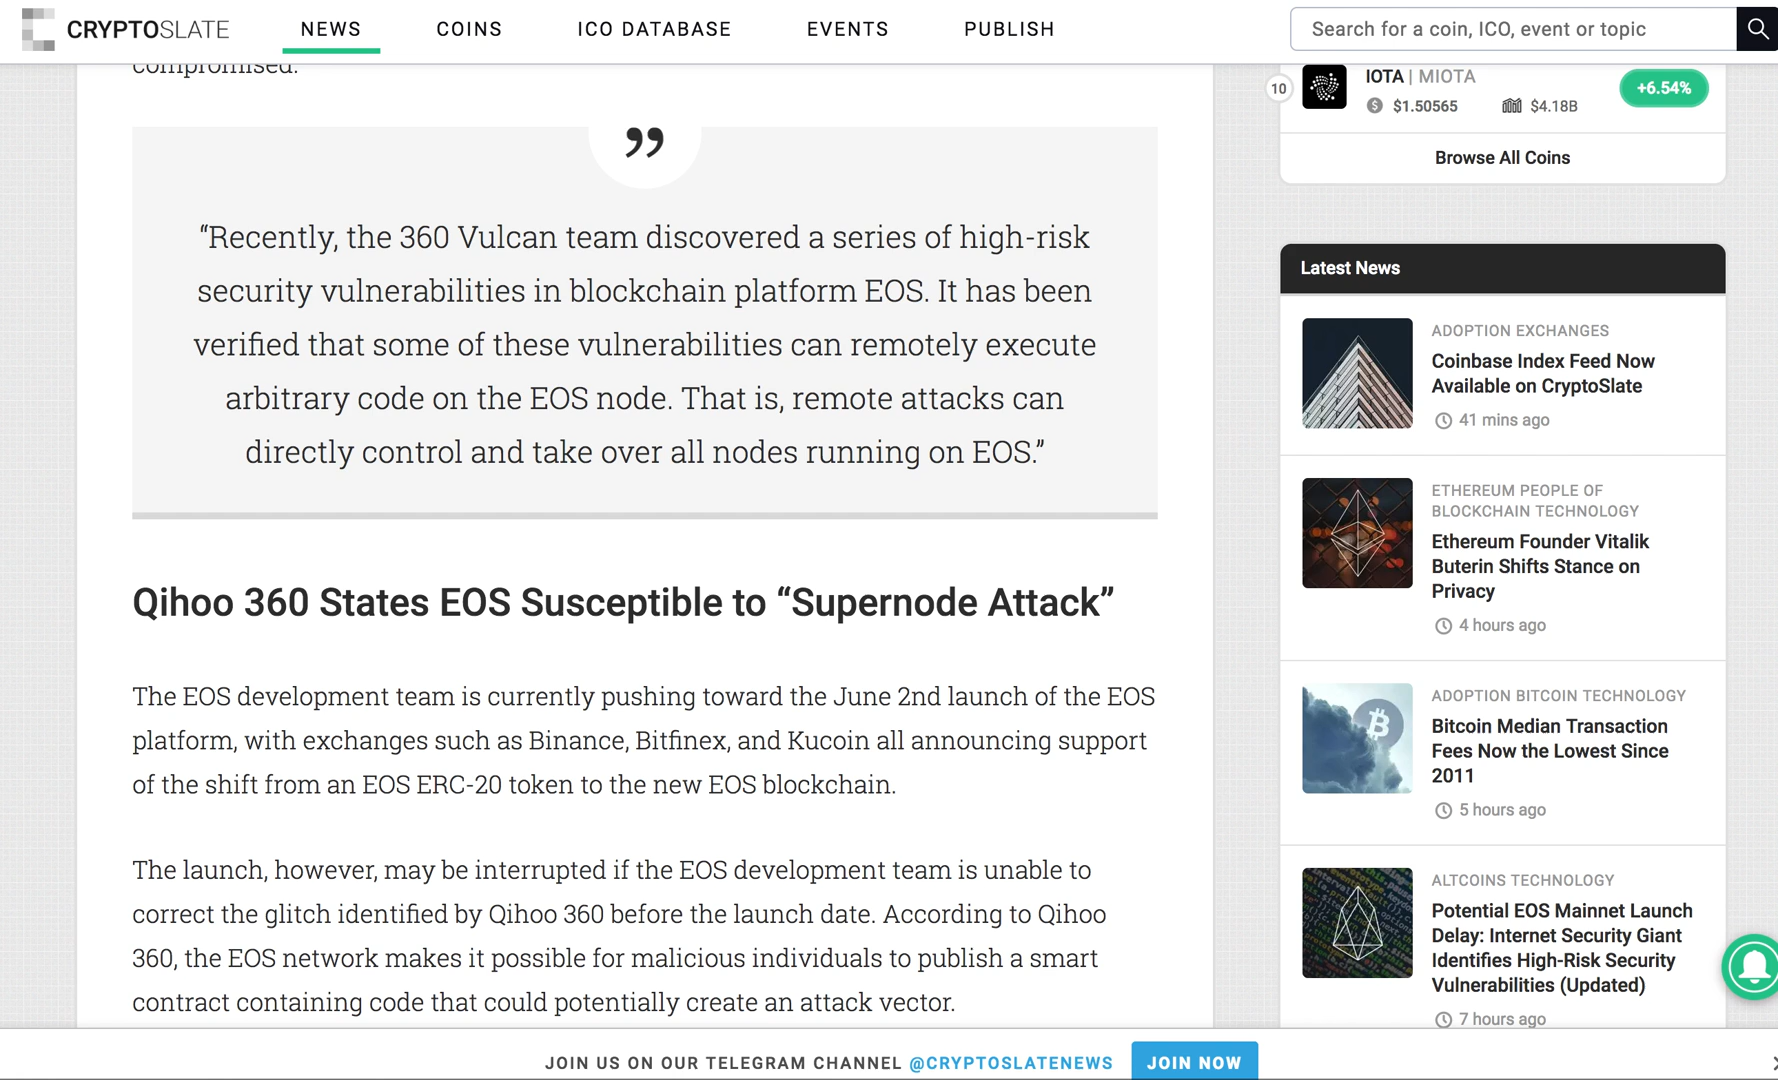 CRYPTOSLATE
NEWS
COINS
ICO DATABASE
EVENTS
PUBLISH
Search for a coin, ICO, event or topic
compromised.
”
“Recently, the 360 Vulcan team discovered a series of high-risk
security vulnerabilities in blockchain platform EOS. It has been
verified that some of these vulnerabilities can remotely execute
arbitrary code on the EOS node. That is, remote attacks can
directly control and take over all nodes running on EOS.”
Qihoo 360 States EOS Susceptible to “Supernode Attack”
The EOS development team is currently pushing toward the June 2nd launch of the EOS
platform, with exchanges such as Binance, Bitfinex, and Kucoin all announcing support
of the shift from an EOS ERC-20 token to the new EOS blockchain.
The launch, however, may be interrupted if the EOS development team is unable to
correct the glitch identified by Qihoo 360 before the launch date. According to Qihoo
360, the EOS network makes it possible for malicious individuals to publish a smart
contract containing code that could potentially create an attack vector.
10
IOTA | MIOTA
$1.50565
$4.18B
+6.54%
Browse All Coins
Latest News
ADOPTION EXCHANGES
Coinbase Index Feed Now
Available on CryptoSlate
41 mins ago
ETHEREUM PEOPLE OF
BLOCKCHAIN TECHNOLOGY
Ethereum Founder Vitalik
Buterin Shifts Stance on
Privacy
4 hours ago
ADOPTION BITCOIN TECHNOLOGY
Bitcoin Median Transaction
Fees Now the Lowest Since
2011
5 hours ago
ALTCOINS TECHNOLOGY
Potential EOS Mainnet Launch
Delay: Internet Security Giant
Identifies High-Risk Security
Vulnerabilities (Updated)
7 hours ago
JOIN US ON OUR TELEGRAM CHANNEL @CRYPTOSLATENEWS
JOIN NOW